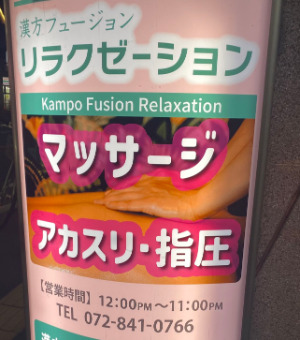 漢方フュージョン
リラクゼーション
Kampo Fusion Relaxation
マッサージ
アカスリ・指圧
【営業時間】12:00PM～11:00PM
TEL 072-841-0766